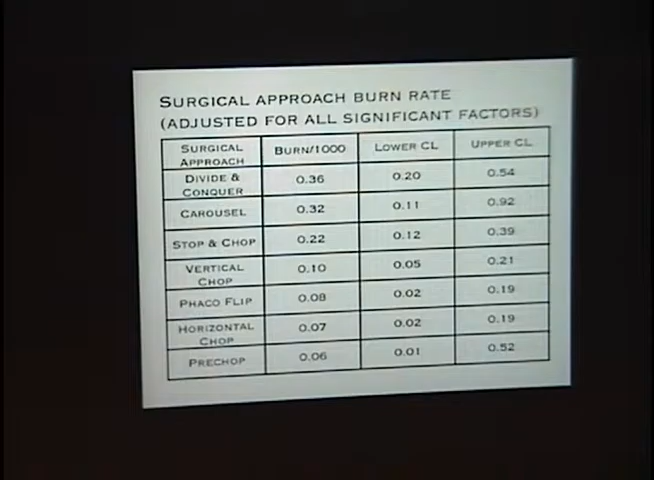 SURGICAL APPROACH BURN RATE
(ADJUSTED FOR ALL SIGNIFICANT FACTORS)
SURGICAL APPROACH BURN/1000 LOWER CL UPPER CL
DIVIDE & CONQUER 0.36 0.20 0.54
CAROUSEL 0.32 0.11 0.92
STOP & CHOP 0.22 0.12 0.39
VERTICAL CHOP 0.10 0.05 0.21
PHACO FLIP 0.08 0.02 0.19
HORIZONTAL CHOP 0.07 0.02 0.19
PRECHOP 0.06 0.01 0.52